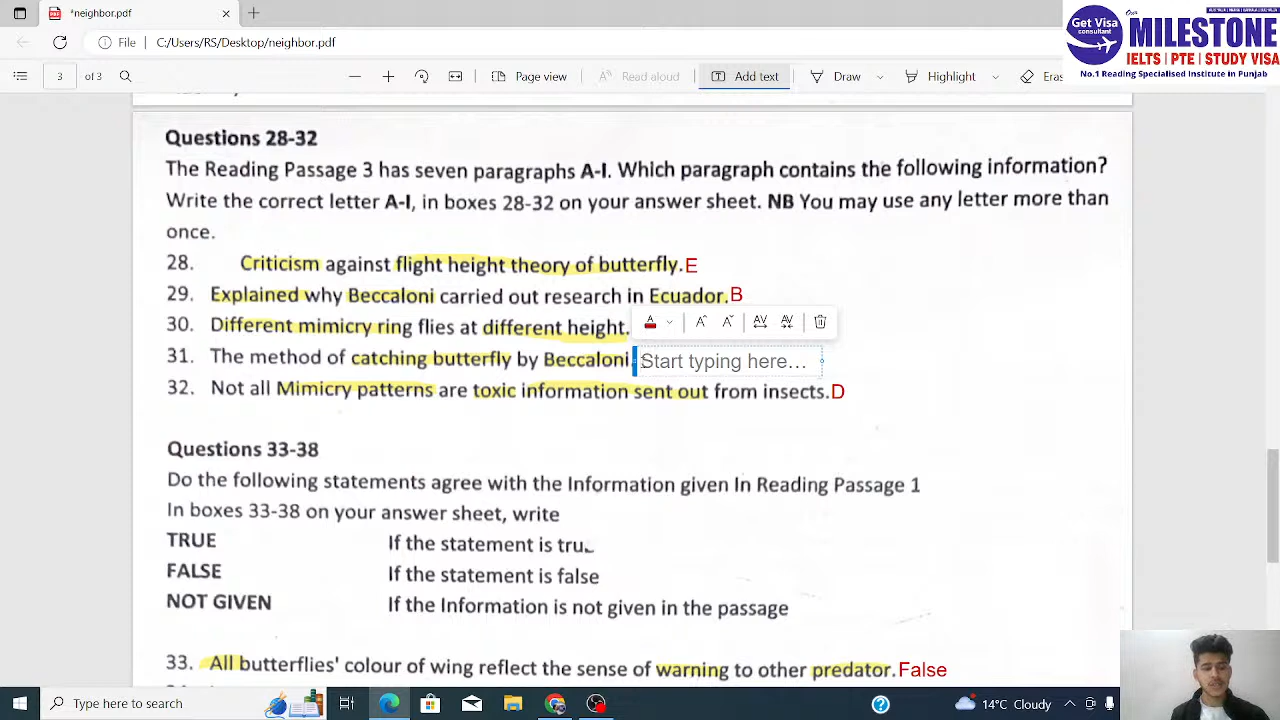 *neighbor.pdf
File
C:/Users/RS/Desktop/neighbor.pdf
Get Visa
consultant
Our
MILESTONE
IELTS | PTE | STUDY VISA
No.1 Reading Specialised Institute in Punjab
3
of 3
Page view
Read aloud
Add text
Draw
Highlight
Eras
Questions 28-32
The Reading Passage 3 has seven paragraphs A-I. Which paragraph contains the following information?
Write the correct letter A-I, in boxes 28-32 on your answer sheet. NB You may use any letter more than
once.
28. Criticism against flight height theory of butterfly. E
29. Explained why Beccaloni carried out research in Ecuador. B
30. Different mimicry ring flies at different height.
31. The method of catching butterfly by Beccaloni. Start typing here...
32. Not all Mimicry patterns are toxic information sent out from insects. D
Questions 33-38
Do the following statements agree with the Information given In Reading Passage 1
In boxes 33-38 on your answer sheet, write
TRUE If the statement is true
FALSE If the statement is false
NOT GIVEN If the Information is not given in the passage
33. All butterflies' colour of wing reflect the sense of warning to other predator. False
Type here to search
14°C Cloudy